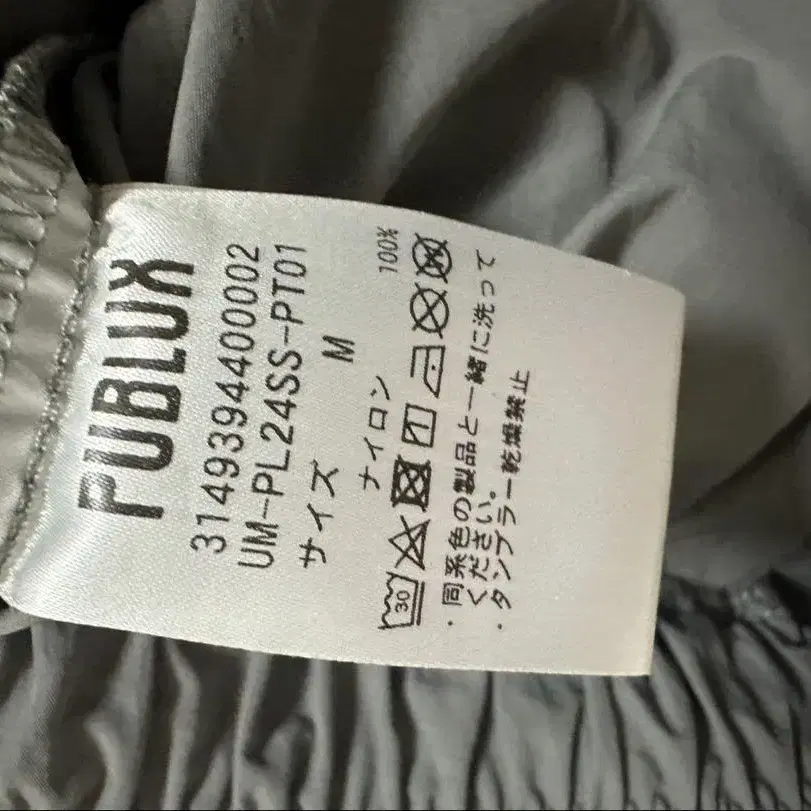 PUBLUX
3149394400002
UM-PL24SS-PT01
サイズ M
ナイロン 100%
30
・同系色の製品と一緒に洗って
ください。
・タンブラー乾燥禁止